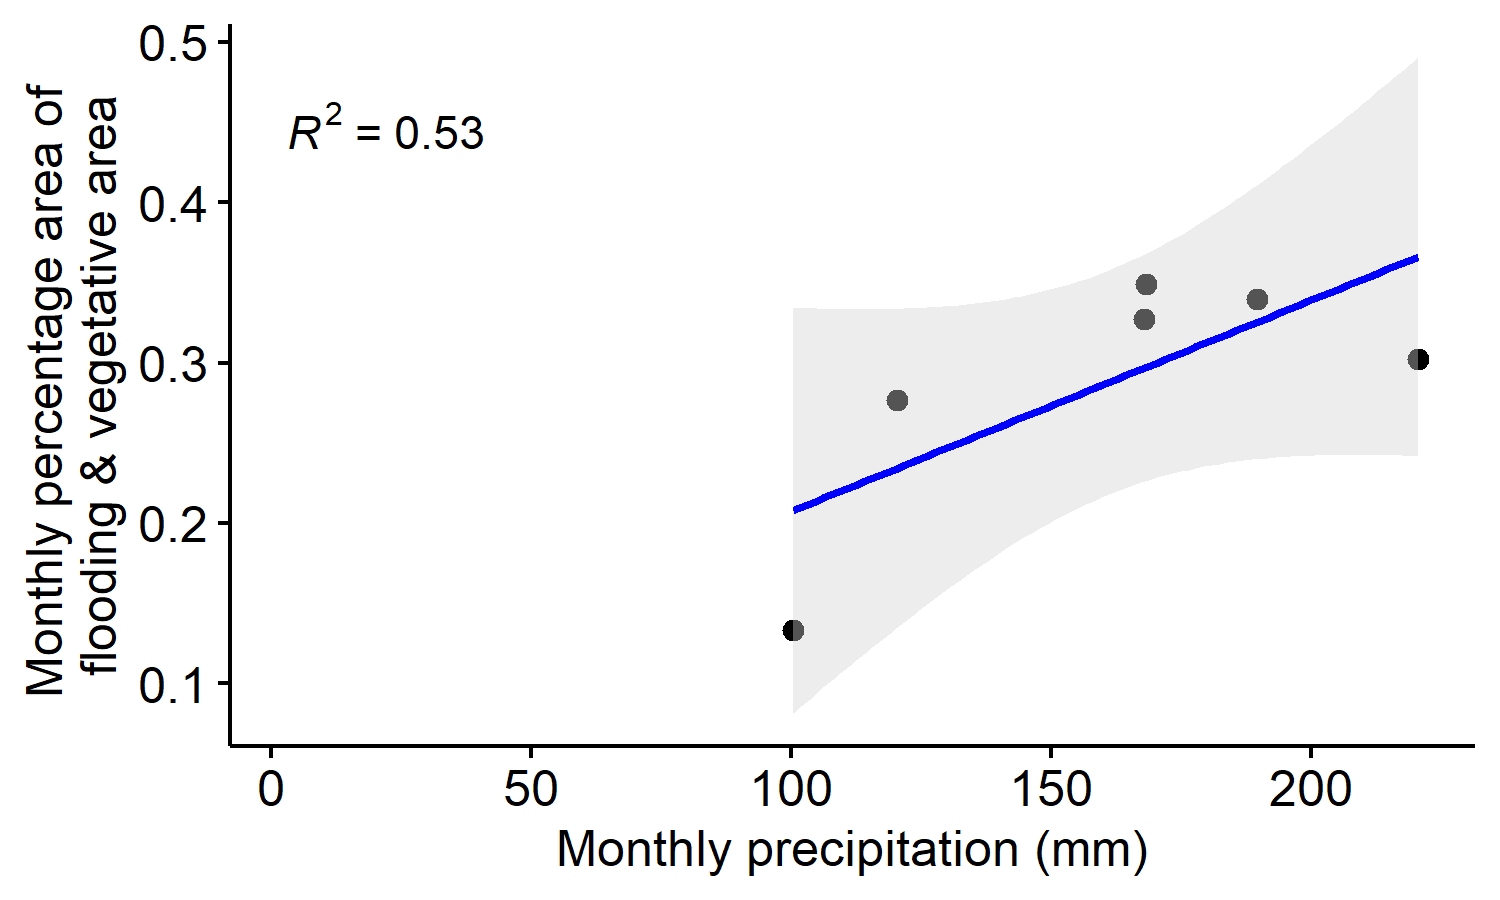 Monthly percentage area of
flooding & vegetative area
0.5
0.4
0.3
0.2
0.1
R² = 0.53
0 50 100 150 200
Monthly precipitation (mm)